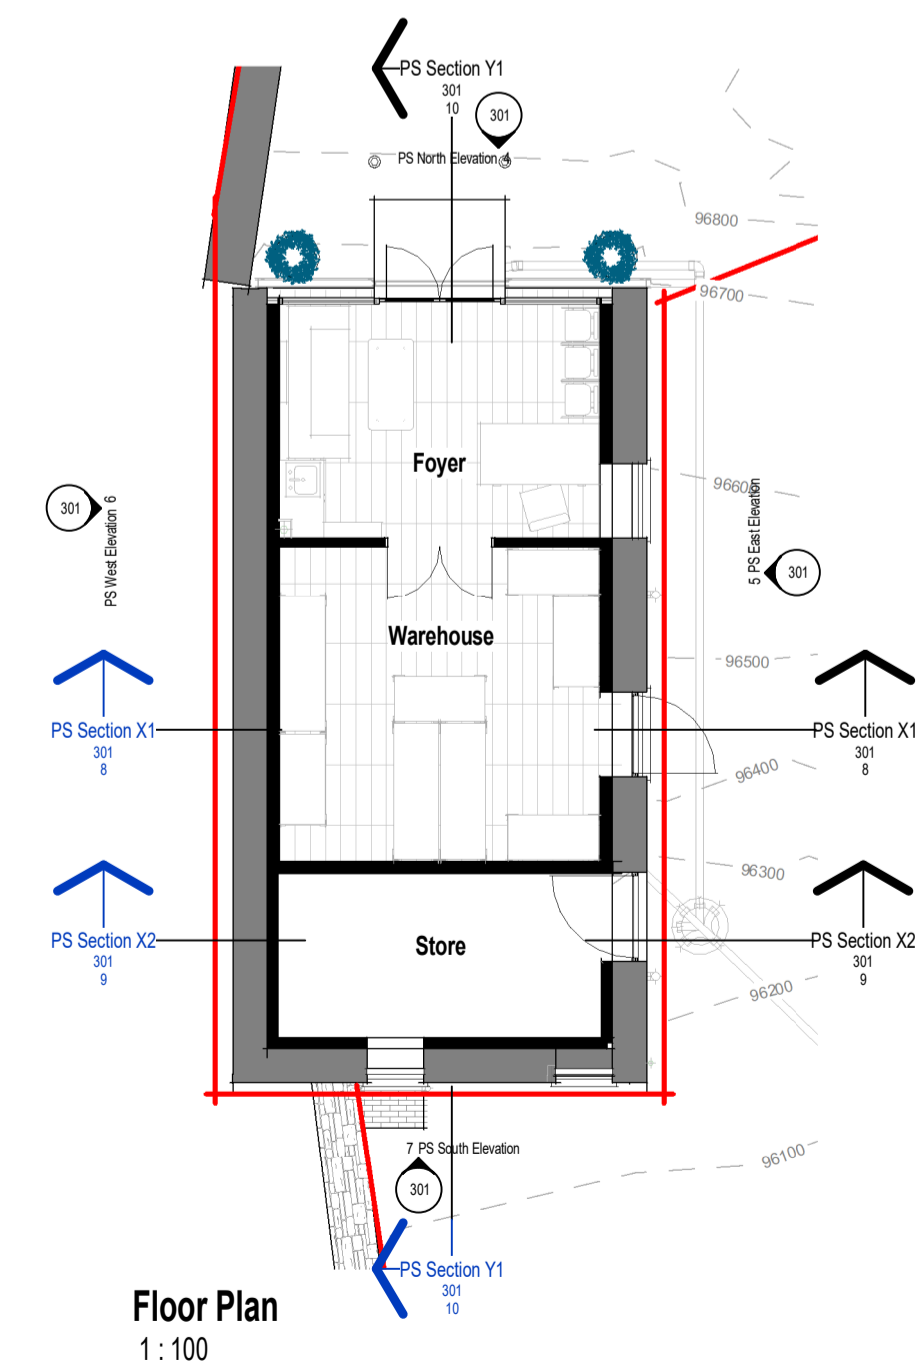 PS Section Y1
301
10
301
PS North Elevation 4
96800
96700
Foyer
96600
301
PS West Elevation 6
5 PS East Elevation
301
Warehouse
96500
PS Section X1
301
8
PS Section X1
301
8
96400
96300
PS Section X2
301
9
Store
PS Section X2
301
9
96200
7 PS South Elevation
301
96100
PS Section Y1
301
10
Floor Plan
1 : 100